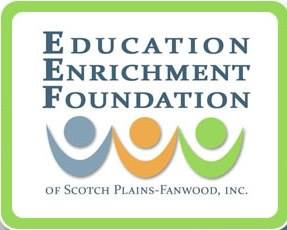 EDUCATION
ENRICHMENT
FOUNDATION
OF SCOTCH PLAINS-FANWOOD, INC.